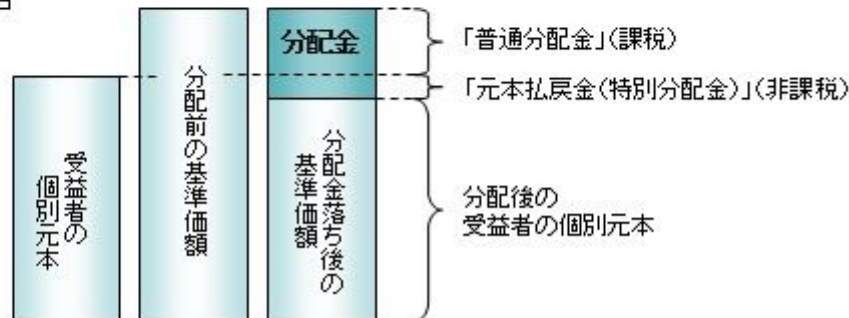 分配金
「普通分配金」(課税)
「元本払戻金(特別分配金)」(非課税)
受益者の
個別元本
分配前の基準価額
分配金落ち後の
基準価額
分配後の
受益者の個別元本